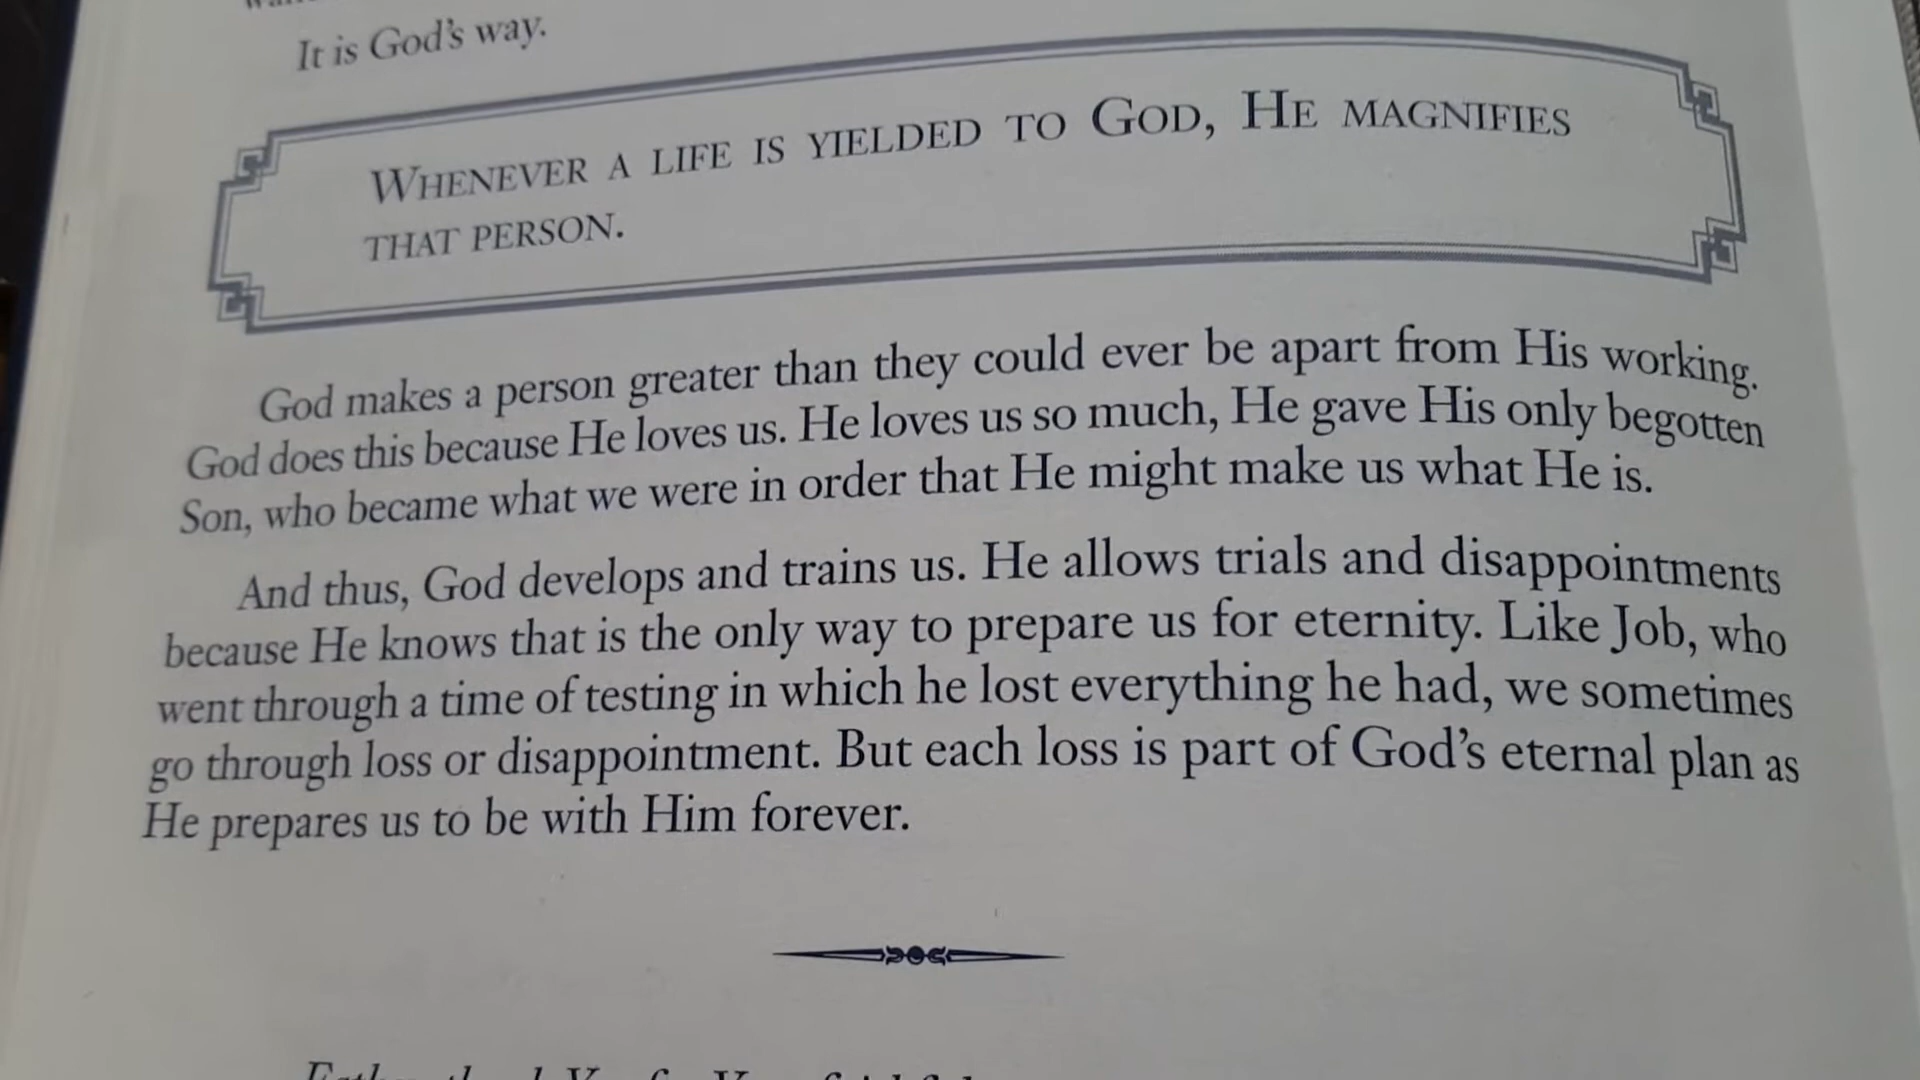 It is God's way.
WHENEVER A LIFE IS YIELDED TO GOD, HE MAGNIFIES
THAT PERSON.
God makes a person greater than they could ever be apart from His working.
God does this because He loves us. He loves us so much, He gave His only begotten
Son, who became what we were in order that He might make us what He is.
And thus, God develops and trains us. He allows trials and disappointments
because He knows that is the only way to prepare us for eternity. Like Job, who
went through a time of testing in which he lost everything he had, we sometimes
go through loss or disappointment. But each loss is part of God's eternal plan as
He prepares us to be with Him forever.